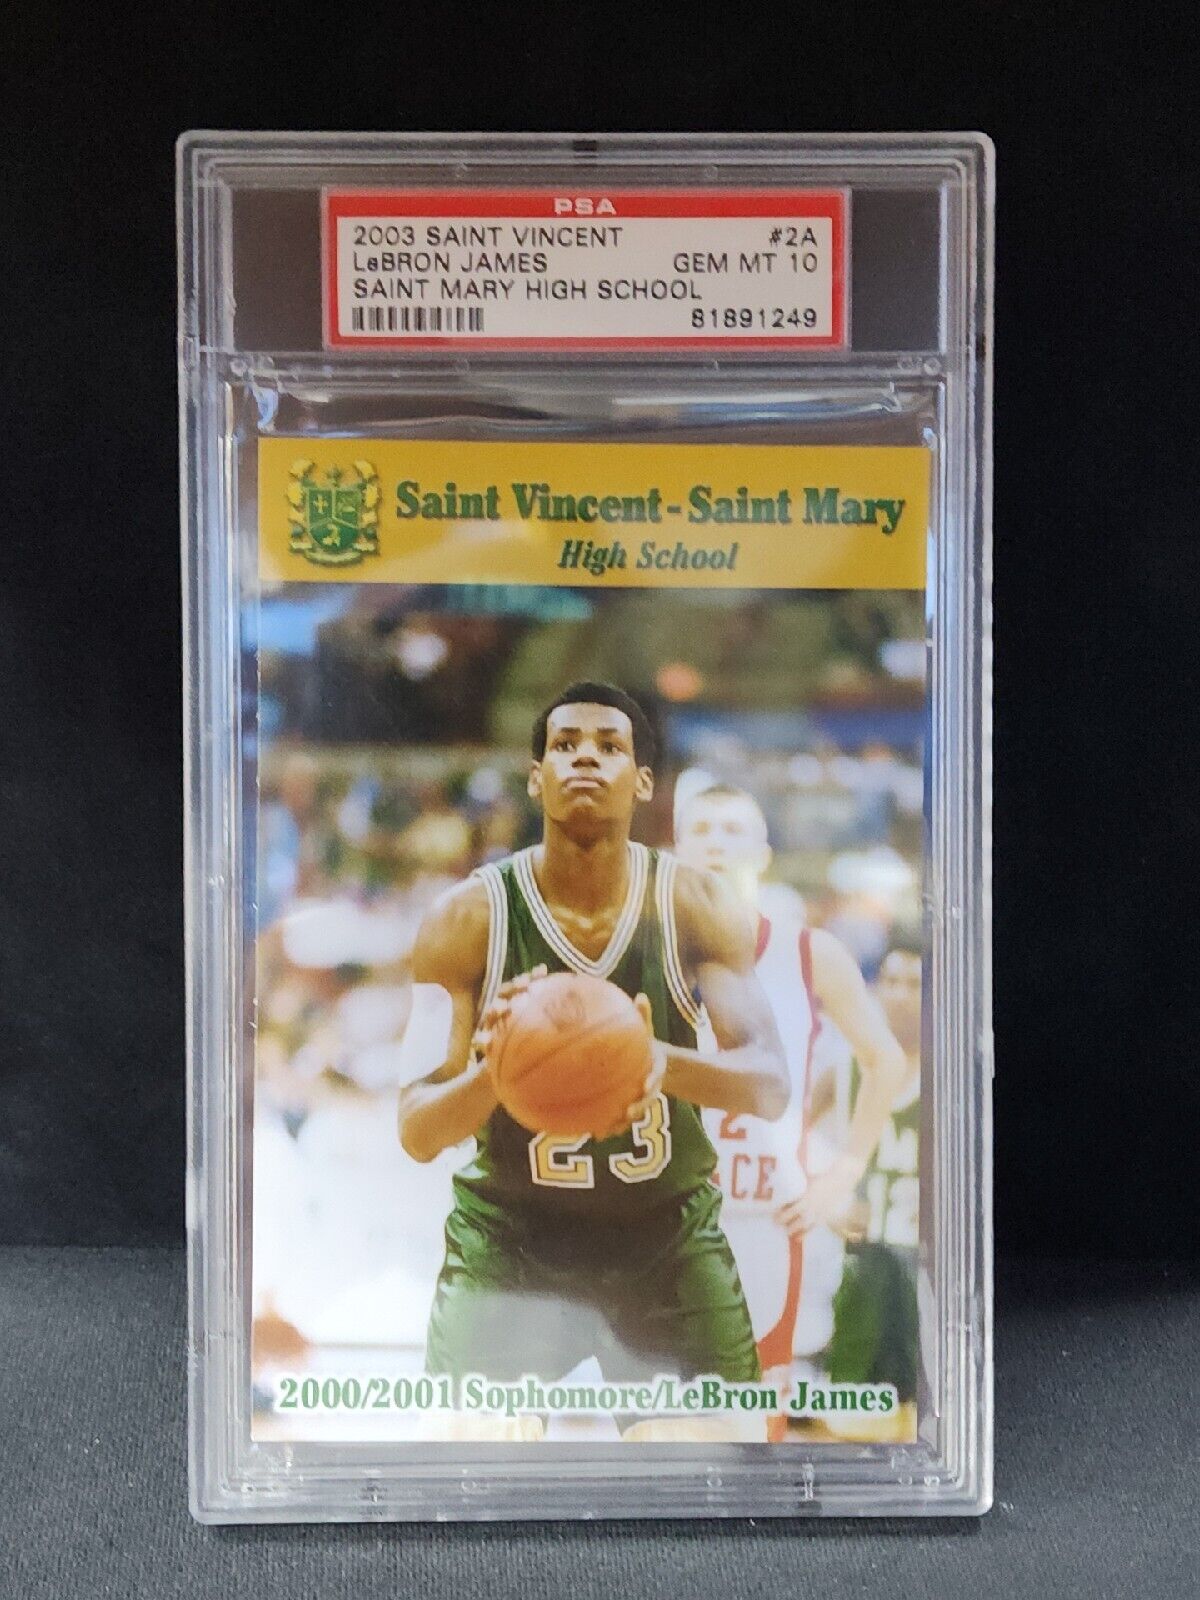 PSA
2003 SAINT VINCENT #2A
LeBRON JAMES GEM MT 10
SAINT MARY HIGH SCHOOL
81891249
Saint Vincent-Saint Mary
High School
23
2
CE
2000/2001 Sophomore/LeBron James